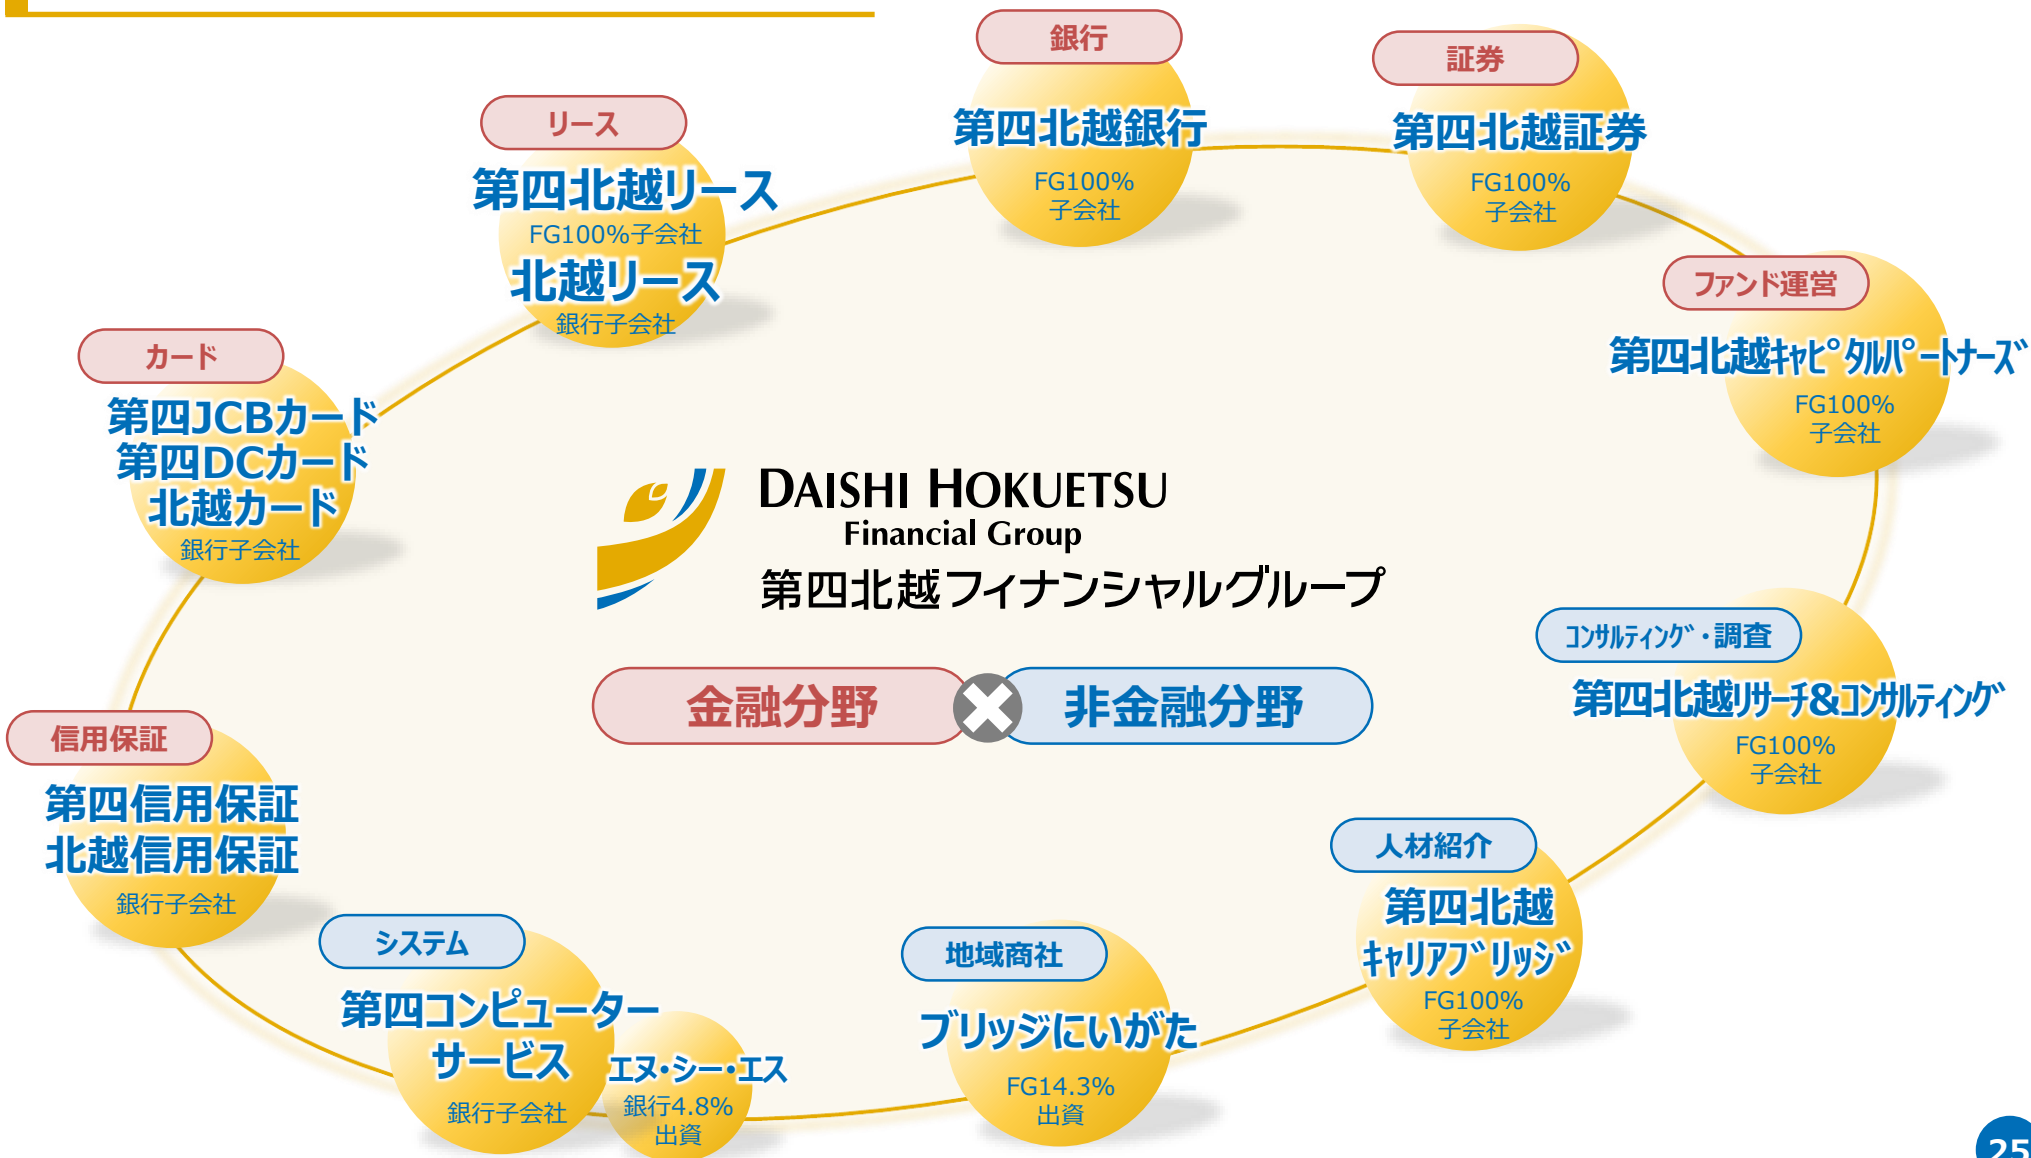 銀行
第四北越銀行
FG100%
子会社
証券
第四北越証券
FG100%
子会社
リース
第四北越リース
FG100%子会社
北越リース
銀行子会社
ファンド運営
第四北越ｷｬﾋﾟﾀﾙﾊﾟｰﾄﾅｰｽﾞ
FG100%
子会社
カード
第四JCBカード
第四DCカード
北越カード
銀行子会社
DAISHI HOKUETSU
Financial Group
第四北越フィナンシャルグループ
金融分野
非金融分野
ｺﾝｻﾙﾃｨﾝｸﾞ・調査
第四北越ﾘｻｰﾁ&ｺﾝｻﾙﾃｨﾝｸﾞ
FG100%
子会社
信用保証
第四信用保証
北越信用保証
銀行子会社
人材紹介
第四北越
ｷｬﾘｱﾌﾞﾘｯｼﾞ
FG100%
子会社
システム
第四コンピューター
サービス
銀行子会社
エヌ・シー・エス
銀行4.8%
出資
地域商社
ブリッジにいがた
FG14.3%
出資
25